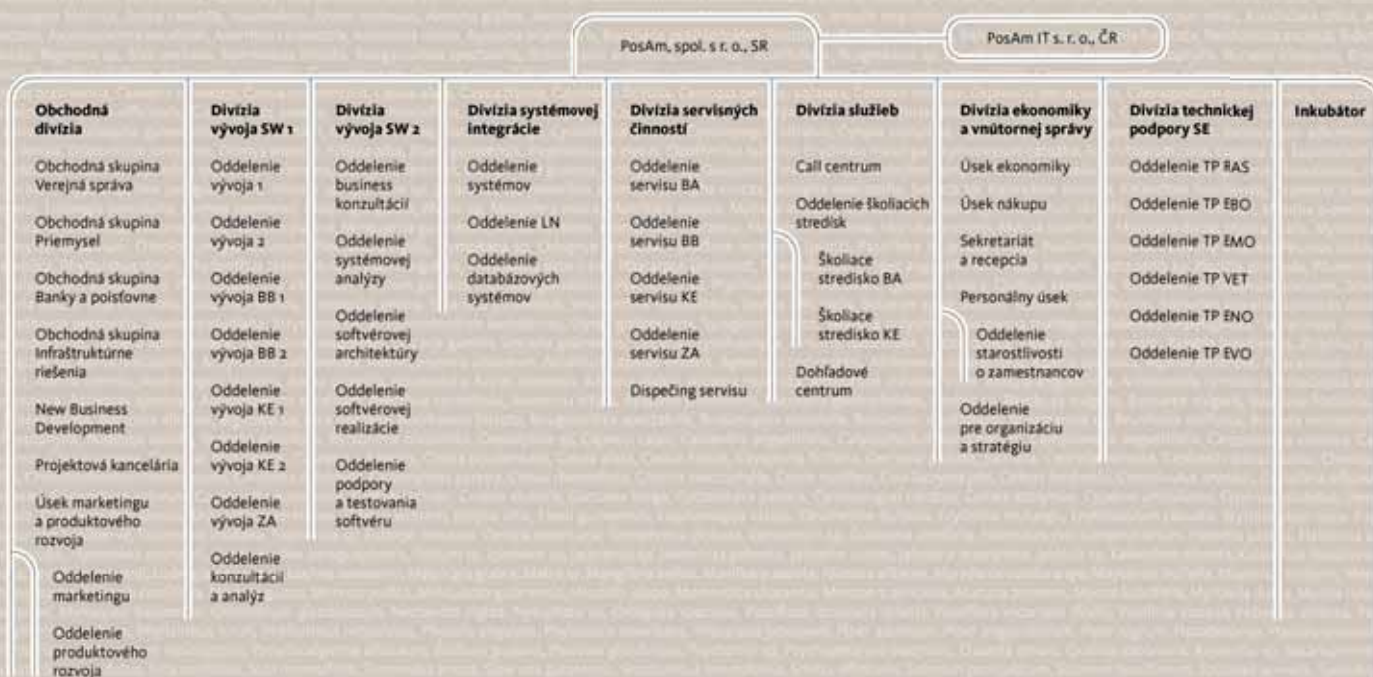 PosAm, spol. s r. o., SR
PosAm IT s. r. o., ČR
Obchodná
divízia
Obchodná skupina
Verejná správa
Obchodná skupina
Priemysel
Obchodná skupina
Banky a poisťovne
Obchodná skupina
Infraštruktúrne
riešenia
New Business
Development
Projektová kancelária
Úsek marketingu
a produktového
rozvoja
Oddelenie
marketingu
Oddelenie
produktového
rozvoja
Divízia
vývoja SW 1
Oddelenie
vývoja 1
Oddelenie
vývoja 2
Oddelenie
vývoja BB 1
Oddelenie
vývoja BB 2
Oddelenie
vývoja KE 1
Oddelenie
vývoja KE 2
Oddelenie
vývoja ZA
Oddelenie
konzultácií
a analýz
Divízia
vývoja SW 2
Oddelenie
business
konzultácií
Oddelenie
systémovej
analýzy
Oddelenie
softvérovej
architektúry
Oddelenie
softvérovej
realizácie
Oddelenie
podpory
a testovania
softvéru
Divízia systémovej
integrácie
Oddelenie
systémov
Oddelenie LN
Oddelenie
databázových
systémov
Divízia servisných
činností
Oddelenie
servisu BA
Oddelenie
servisu BB
Oddelenie
servisu KE
Oddelenie
servisu ZA
Dispečing servisu
Divízia služieb
Call centrum
Oddelenie školiacich
stredísk
Školiace
stredisko BA
Školiace
stredisko KE
Dohľadové
centrum
Divízia ekonomiky
a vnútornej správy
Úsek ekonomiky
Úsek nákupu
Sekretariát
a recepcia
Personálny úsek
Oddelenie
starostlivosti
o zamestnancov
Oddelenie
pre organizáciu
a stratégiu
Divízia technickej
podpory SE
Oddelenie TP RAS
Oddelenie TP EBO
Oddelenie TP EMO
Oddelenie TP VET
Oddelenie TP ENO
Oddelenie TP EVO
Inkubátor